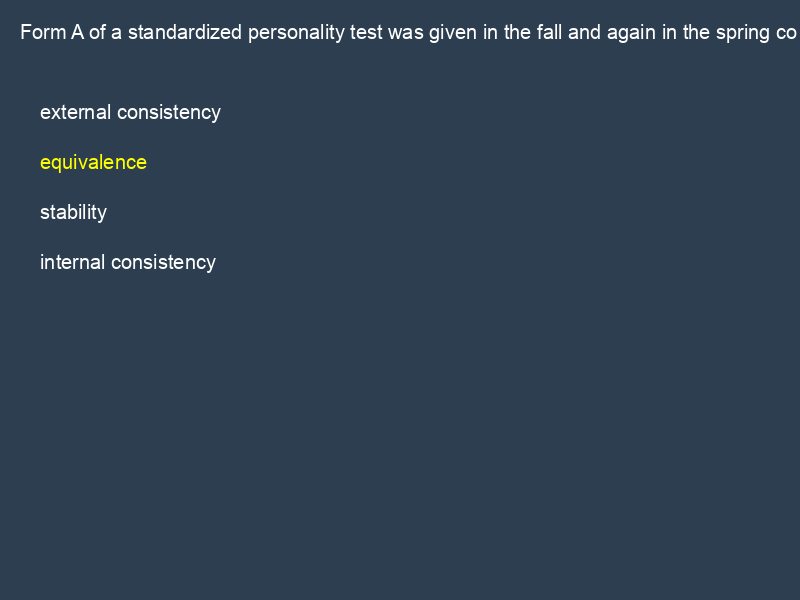 Form A of a standardized personality test was given in the fall and again in the spring co
external consistency
equivalence
stability
internal consistency